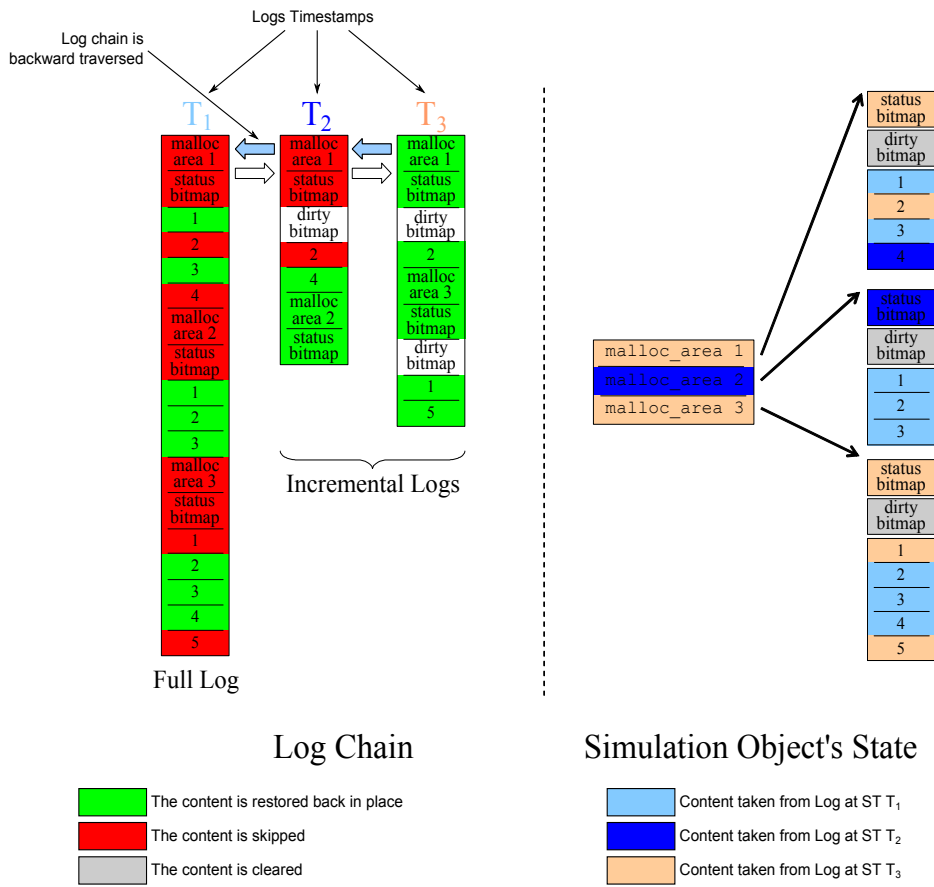 Logs Timestamps
Log chain is
backward traversed
T1
T2
T3
malloc
area 1
status
bitmap
1
2
3
4
malloc
area 2
status
bitmap
1
2
3
malloc
area 3
status
bitmap
1
2
3
4
5
Full Log
malloc
area 1
status
bitmap
dirty
bitmap
2
4
malloc
area 2
status
bitmap
malloc
area 1
status
bitmap
dirty
bitmap
2
malloc
area 3
status
bitmap
dirty
bitmap
1
5
Incremental Logs
malloc_area 1
malloc_area 2
malloc_area 3
status
bitmap
dirty
bitmap
1
2
3
4
status
bitmap
dirty
bitmap
1
2
3
status
bitmap
dirty
bitmap
1
2
3
4
5
Log Chain
Simulation Object's State
The content is restored back in place
The content is skipped
The content is cleared
Content taken from Log at ST T1
Content taken from Log at ST T2
Content taken from Log at ST T3